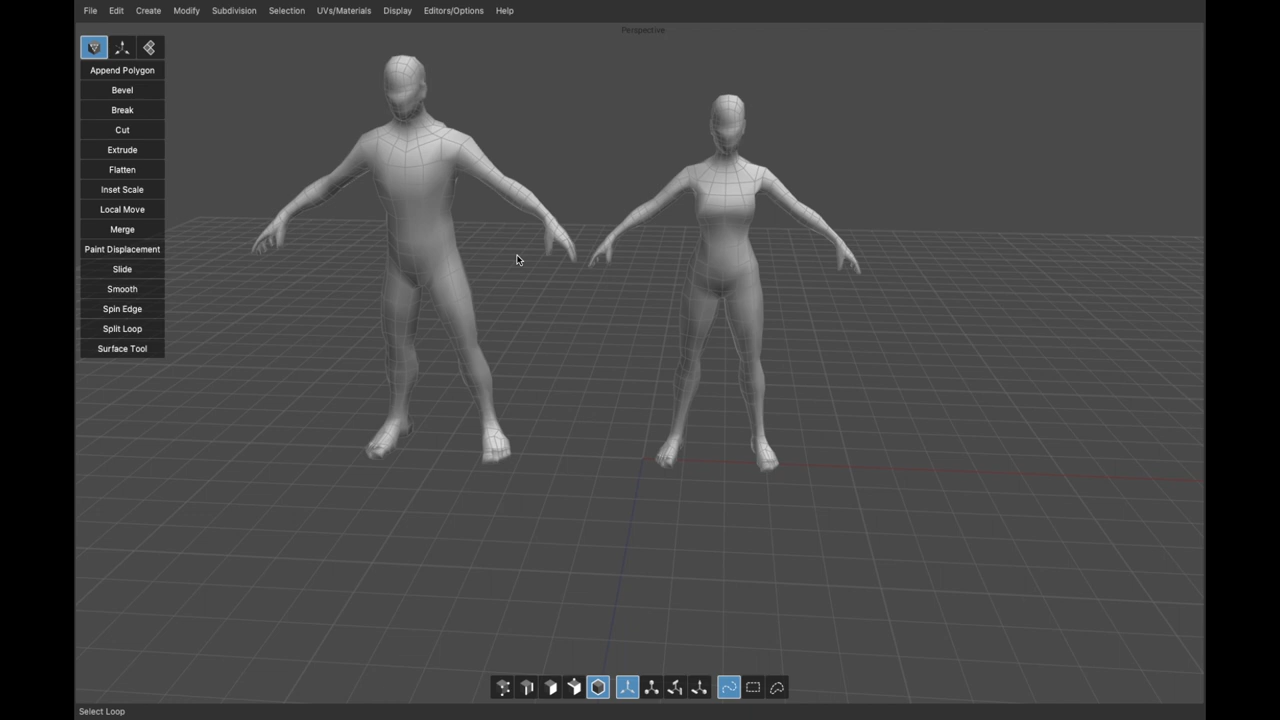 File Edit Create Modify Subdivision Selection UVs/Materials Display Editors/Options Help
Perspective
Append Polygon
Bevel
Break
Cut
Extrude
Flatten
Inset Scale
Local Move
Merge
Paint Displacement
Slide
Smooth
Spin Edge
Split Loop
Surface Tool
Select Loop